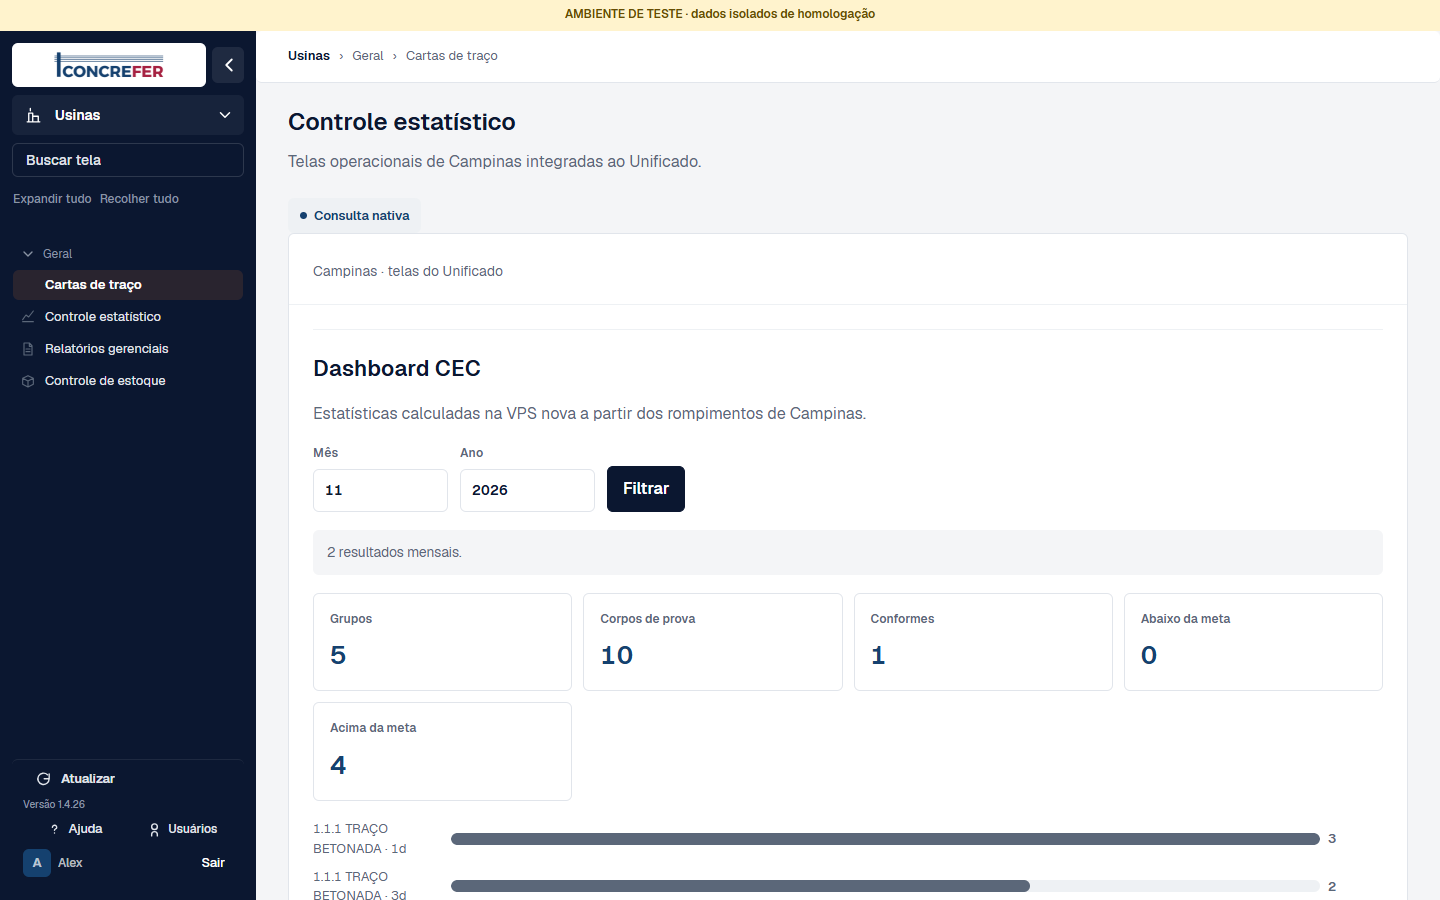 AMBIENTE DE TESTE · dados isolados de homologação
CONCREFER
Usinas
Buscar tela
Expandir tudo Recolher tudo
Geral
Cartas de traço
Controle estatístico
Relatórios gerenciais
Controle de estoque
Atualizar
Versão 1.4.26
? Ajuda Usuários
A Alex Sair
Usinas › Geral › Cartas de traço
Controle estatístico
Telas operacionais de Campinas integradas ao Unificado.
Consulta nativa
Campinas · telas do Unificado
Dashboard CEC
Estatísticas calculadas na VPS nova a partir dos rompimentos de Campinas.
Mês Ano
11 2026 Filtrar
2 resultados mensais.
Grupos Corpos de prova Conformes Abaixo da meta
5 10 1 0
Acima da meta
4
1.1.1 TRAÇO
BETONADA · 1d 3
1.1.1 TRAÇO
BETONADA · 3d 2